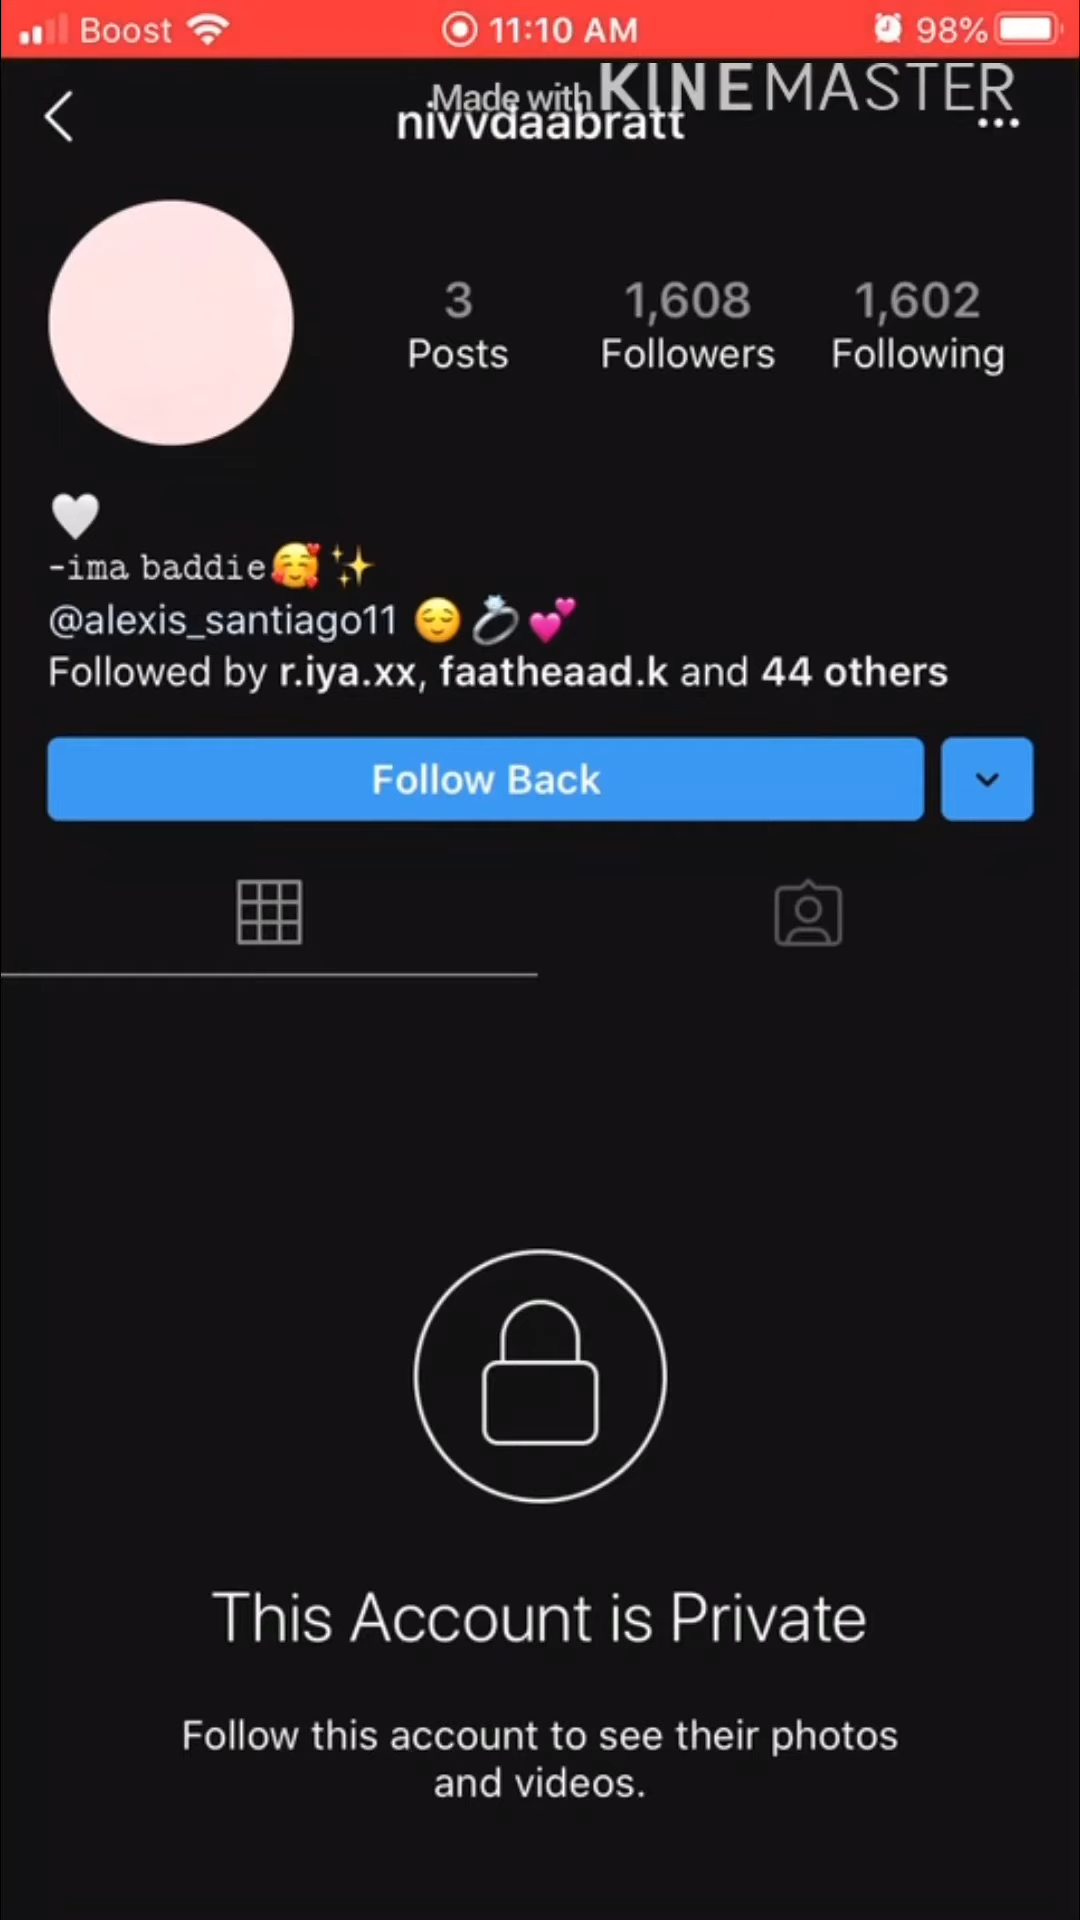 Boost 11:10 AM 98%
Made with KINEMASTER
nivvdaabratt
3 1,608 1,602
Posts Followers Following
🤍
-ima baddie🥰✨
@alexis_santiago11 😌💍💕
Followed by r.iya.xx, faatheaad.k and 44 others
Follow Back
This Account is Private
Follow this account to see their photos
and videos.